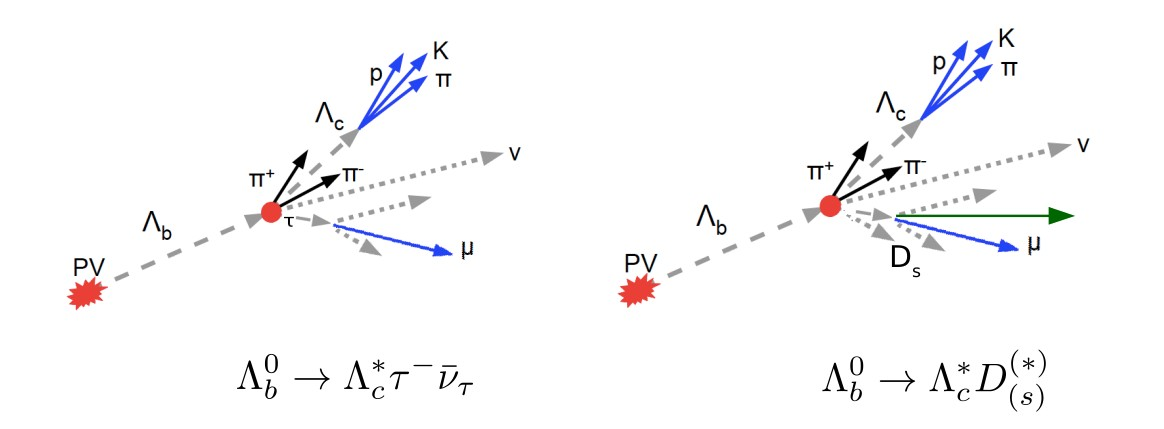 K
p
π
Λc
π⁺
π⁻
ν
τ
Λb
μ
PV
K
p
π
Λc
π⁺
π⁻
ν
Λb
μ
Ds
PV
Λ_b^0 → Λ_c^* τ⁻ ν̄_τ
Λ_b^0 → Λ_c^* D_{(s)}^{(*)}